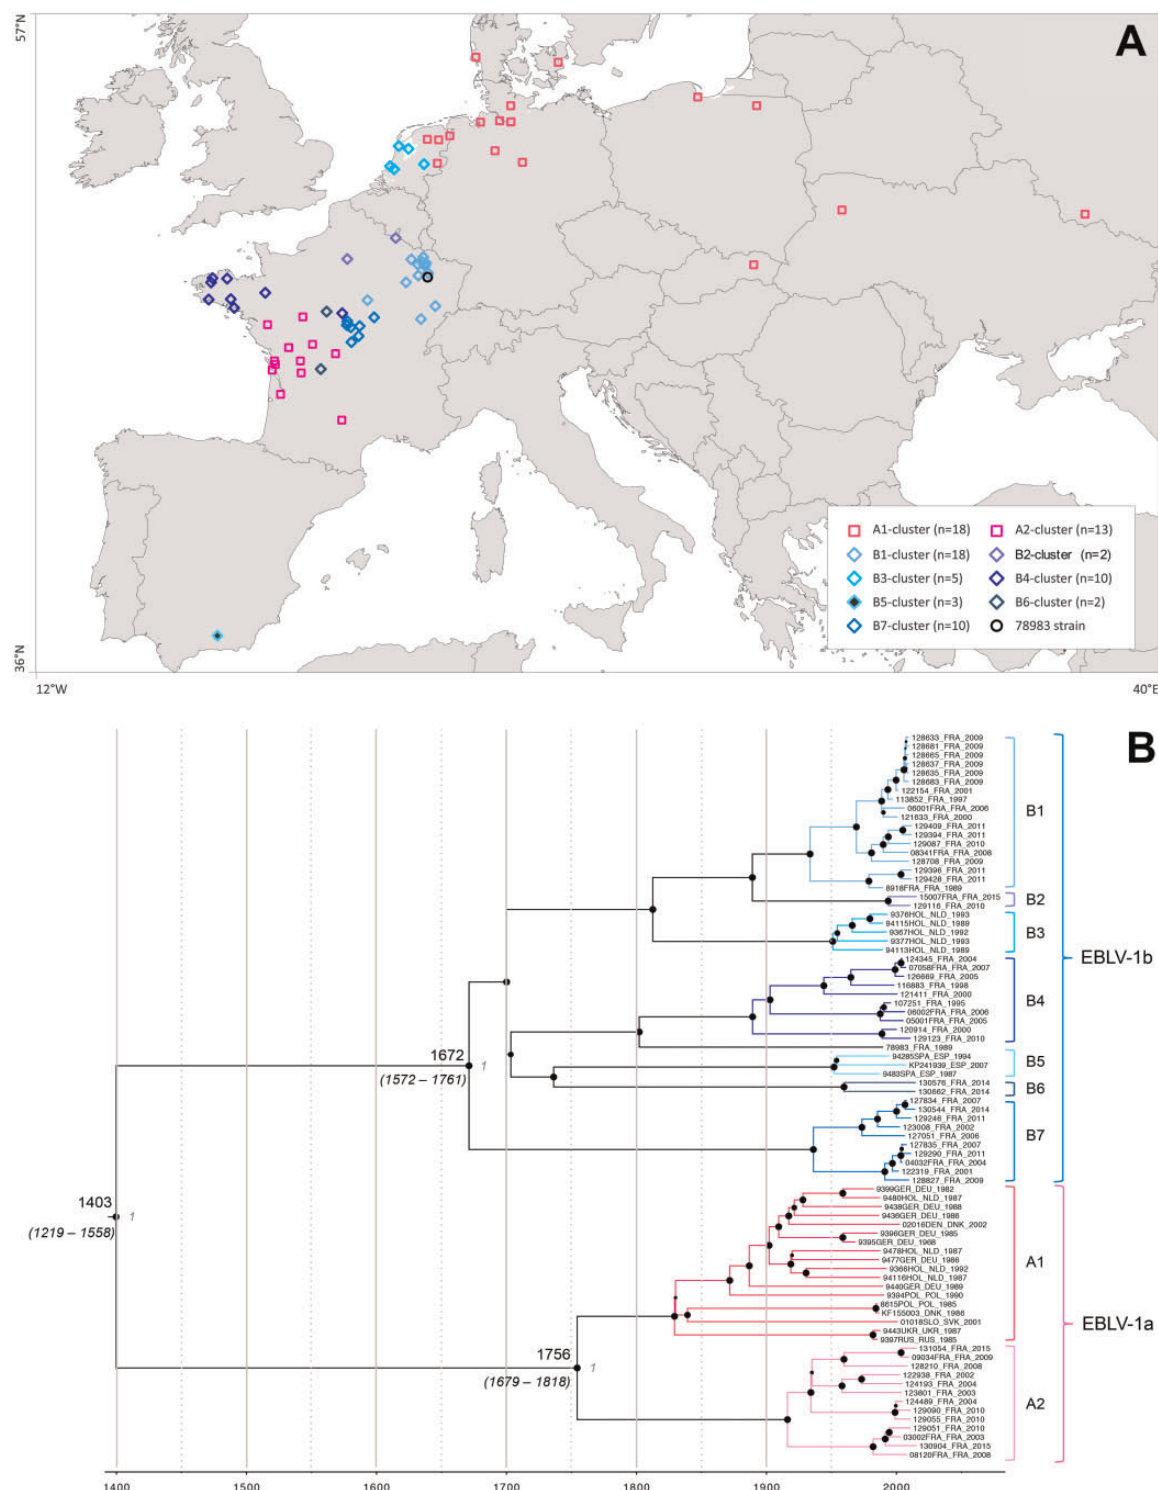 57°N
A
A1-cluster (n=18)
A2-cluster (n=13)
B1-cluster (n=18)
B2-cluster (n=2)
B3-cluster (n=5)
B4-cluster (n=10)
B5-cluster (n=3)
B6-cluster (n=2)
B7-cluster (n=10)
78983 strain
36°N
12°W
40°E
B
128633_FRA_2009
128681_FRA_2009
128665_FRA_2009
128637_FRA_2009
128635_FRA_2009
128683_FRA_2009
122154_FRA_2001
113852_FRA_1997
06001FRA_FRA_2006
121633_FRA_2000
129409_FRA_2011
129394_FRA_2011
129087_FRA_2010
08341FRA_FRA_2008
128708_FRA_2009
129396_FRA_2011
129428_FRA_2011
8918FRA_FRA_1989
B1
15007FRA_FRA_2015
129116_FRA_2010
B2
9376HOL_NLD_1993
94115HOL_NLD_1989
9367HOL_NLD_1992
9377HOL_NLD_1993
94113HOL_NLD_1989
B3
124345_FRA_2004
07058FRA_FRA_2007
126669_FRA_2005
116883_FRA_1998
121411_FRA_2000
107251_FRA_1995
06002FRA_FRA_2006
05001FRA_FRA_2005
120914_FRA_2000
129123_FRA_2010
B4
EBLV-1b
78983_FRA_1989
94285SPA_ESP_1994
KP241939_ESP_2007
9483SPA_ESP_1987
B5
130576_FRA_2014
130662_FRA_2014
B6
127834_FRA_2007
130544_FRA_2014
129246_FRA_2011
123008_FRA_2002
127051_FRA_2006
127835_FRA_2007
129290_FRA_2011
04032FRA_FRA_2004
122319_FRA_2001
128827_FRA_2009
B7
1672
(1572 – 1761)
1
1403
(1219 – 1558)
1
9399GER_DEU_1982
9480HOL_NLD_1987
9438GER_DEU_1988
9436GER_DEU_1986
02016DEN_DNK_2002
9396GER_DEU_1985
9395GER_DEU_1968
9478HOL_NLD_1987
9477GER_DEU_1986
9366HOL_NLD_1992
94116HOL_NLD_1987
9440GER_DEU_1989
9394POL_POL_1990
8615POL_POL_1985
KF155003_DNK_1986
01018SLO_SVK_2001
9443UKR_UKR_1987
9397RUS_RUS_1985
A1
EBLV-1a
1756
(1679 – 1818)
1
131054_FRA_2015
09034FRA_FRA_2009
128210_FRA_2008
122938_FRA_2002
124193_FRA_2004
123801_FRA_2003
124489_FRA_2004
129090_FRA_2010
129055_FRA_2010
129051_FRA_2010
03002FRA_FRA_2003
130904_FRA_2015
08120FRA_FRA_2008
A2
1400 1500 1600 1700 1800 1900 2000